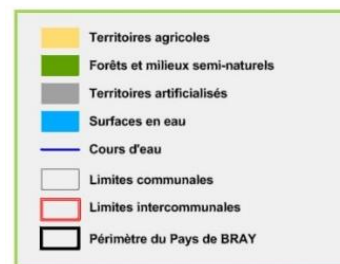 Territoires agricoles
Forêts et milieux semi-naturels
Territoires artificialisés
Surfaces en eau
Cours d'eau
Limites communales
Limites intercommunales
Périmètre du Pays de BRAY